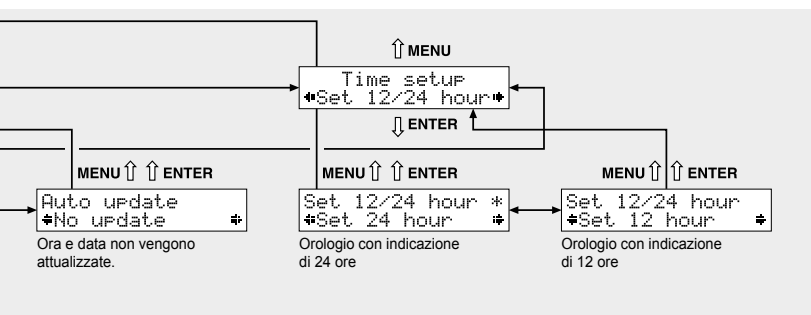 ⇧ MENU
Time setup
Set 12/24 hour
⇩ ENTER
MENU ⇧ ⇧ ENTER
Auto update
No update
Ora e data non vengono
attualizzate.
MENU ⇧ ⇧ ENTER
Set 12/24 hour *
Set 24 hour
Orologio con indicazione
di 24 ore
MENU ⇧ ⇧ ENTER
Set 12/24 hour
Set 12 hour
Orologio con indicazione
di 12 ore